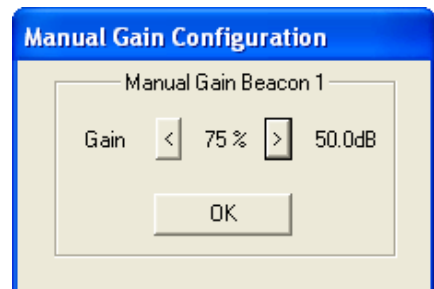 Manual Gain Configuration
Manual Gain Beacon 1
Gain < 75 % > 50.0dB
OK